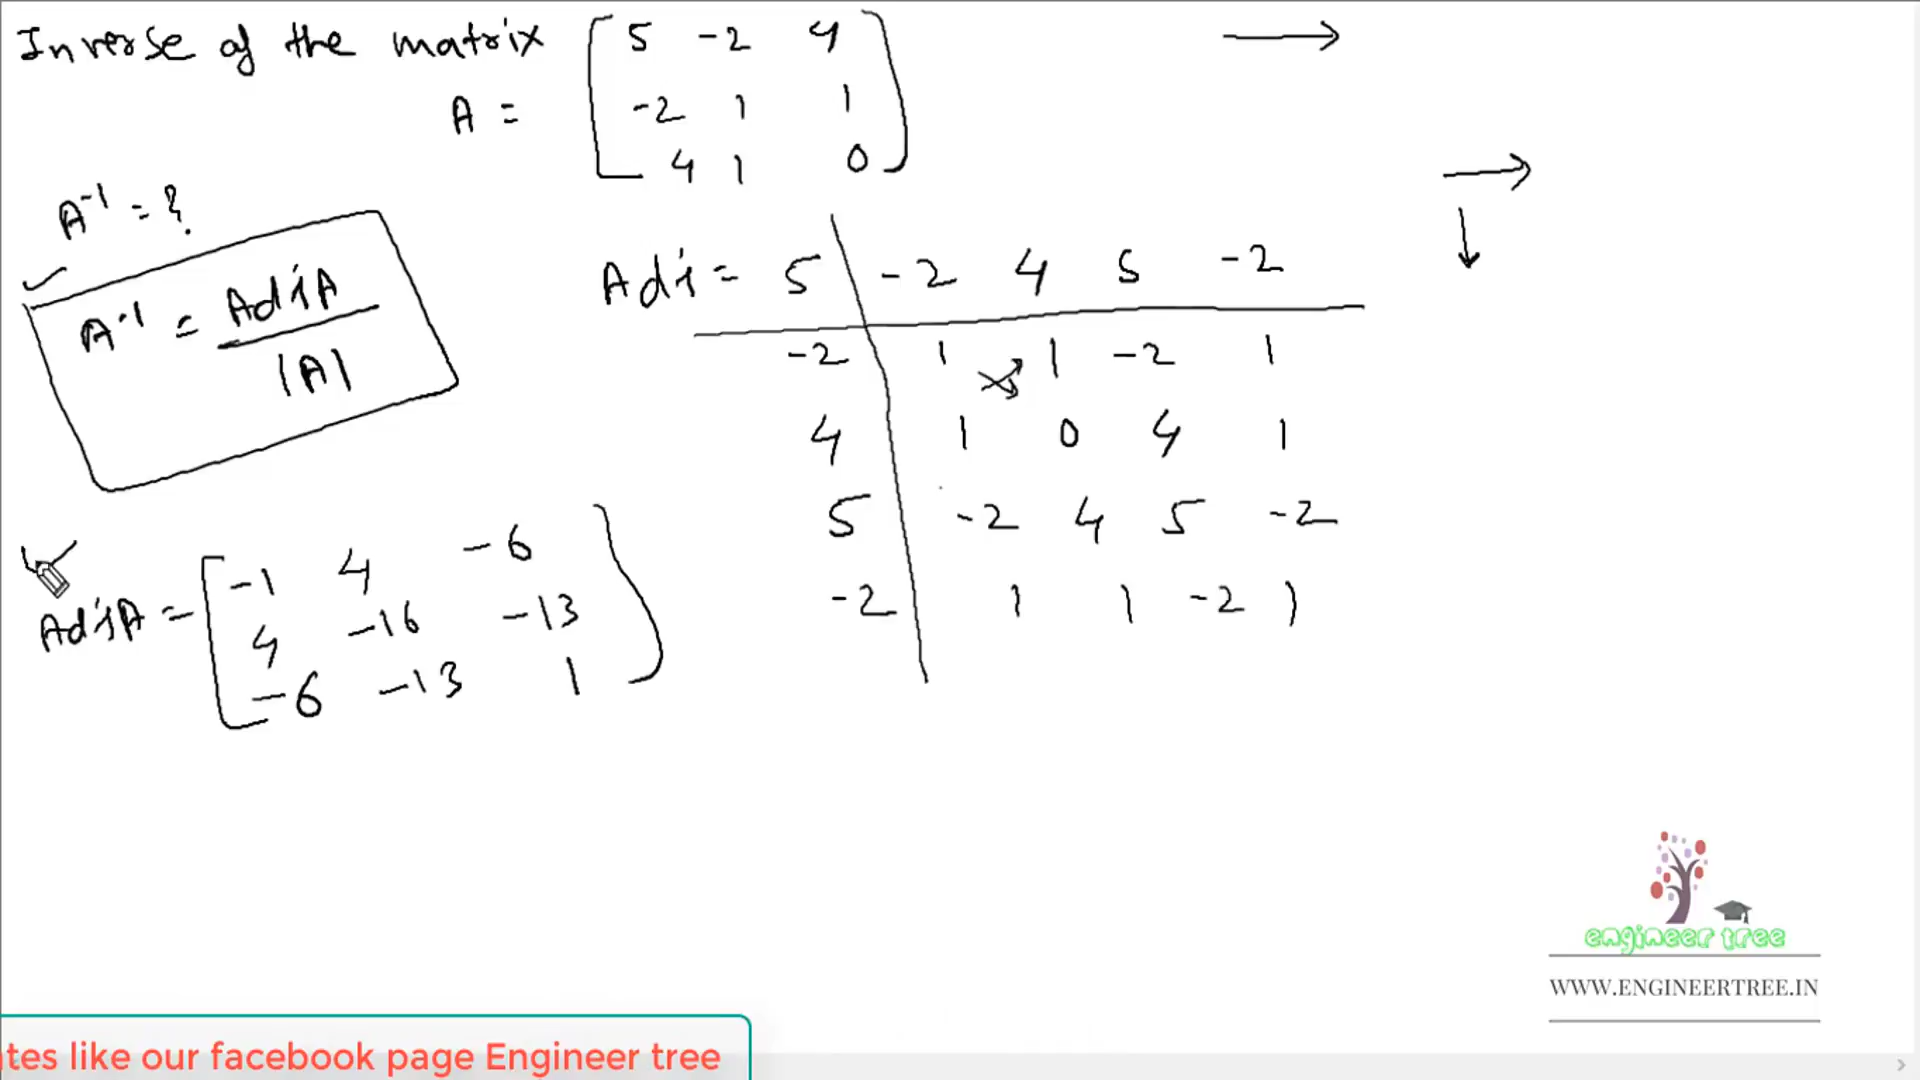 Inverse of the matrix
A = [ 5 -2 4
-2 1 1
4 1 0 ]
A⁻¹ = ?
A⁻¹ = AdjA / |A|
Adj = 5 -2 4 5 -2
-2 1 1 -2 1
4 1 0 4 1
5 -2 4 5 -2
-2 1 1 -2 1
AdjA = [ -1 4 -6
4 -16 -13
-6 -13 1 ]
engineer tree
WWW.ENGINEERTREE.IN
tes like our facebook page Engineer tree